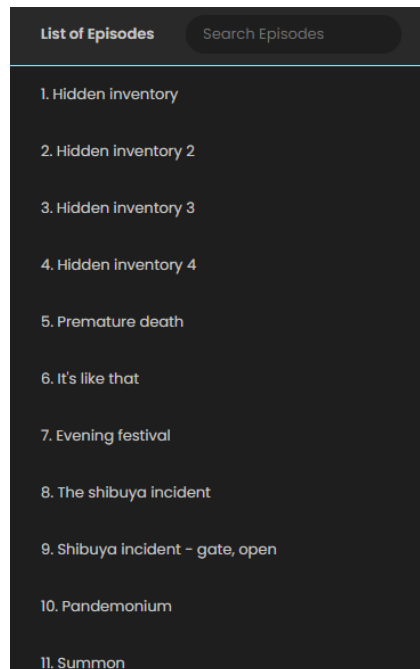 List of Episodes
Search Episodes
1. Hidden inventory
2. Hidden inventory 2
3. Hidden inventory 3
4. Hidden inventory 4
5. Premature death
6. It's like that
7. Evening festival
8. The shibuya incident
9. Shibuya incident - gate, open
10. Pandemonium
11. Summon